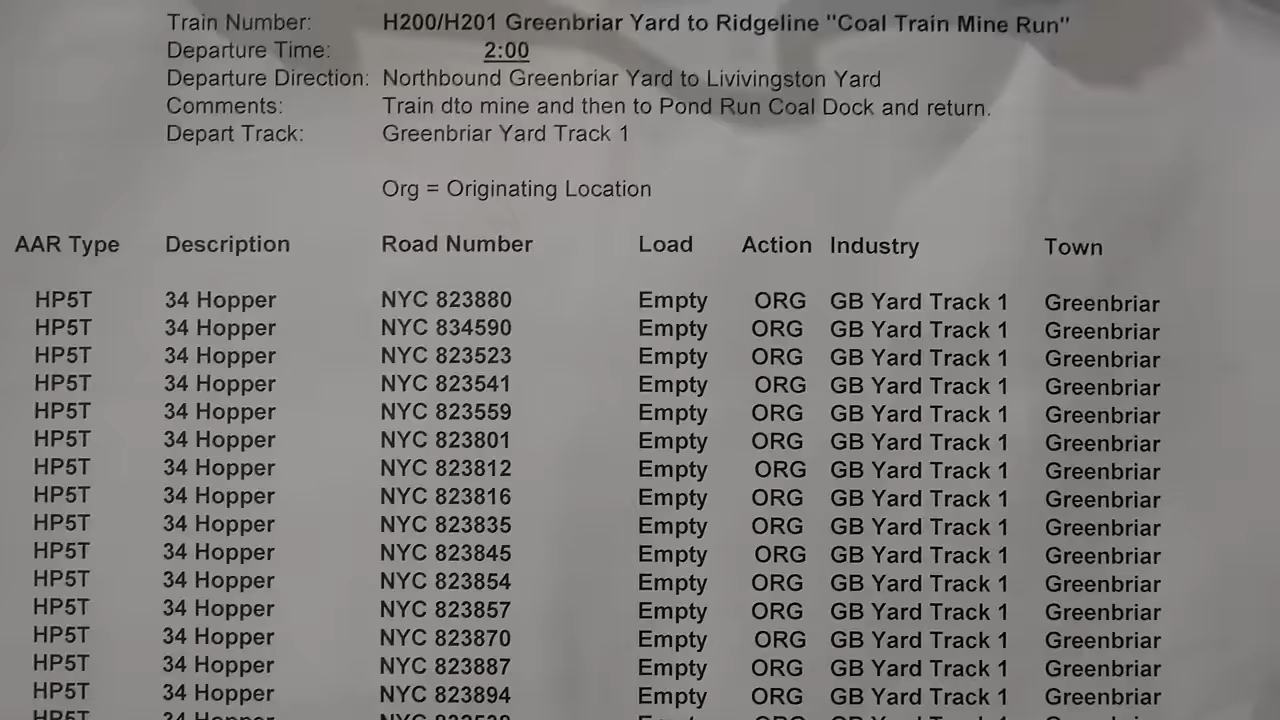 Train Number: H200/H201 Greenbriar Yard to Ridgeline "Coal Train Mine Run"
Departure Time: 2:00
Departure Direction: Northbound Greenbriar Yard to Livivingston Yard
Comments: Train dto mine and then to Pond Run Coal Dock and return.
Depart Track: Greenbriar Yard Track 1
Org = Originating Location
AAR Type Description Road Number Load Action Industry Town
HP5T 34 Hopper NYC 823880 Empty ORG GB Yard Track 1 Greenbriar
HP5T 34 Hopper NYC 834590 Empty ORG GB Yard Track 1 Greenbriar
HP5T 34 Hopper NYC 823523 Empty ORG GB Yard Track 1 Greenbriar
HP5T 34 Hopper NYC 823541 Empty ORG GB Yard Track 1 Greenbriar
HP5T 34 Hopper NYC 823559 Empty ORG GB Yard Track 1 Greenbriar
HP5T 34 Hopper NYC 823801 Empty ORG GB Yard Track 1 Greenbriar
HP5T 34 Hopper NYC 823812 Empty ORG GB Yard Track 1 Greenbriar
HP5T 34 Hopper NYC 823816 Empty ORG GB Yard Track 1 Greenbriar
HP5T 34 Hopper NYC 823835 Empty ORG GB Yard Track 1 Greenbriar
HP5T 34 Hopper NYC 823845 Empty ORG GB Yard Track 1 Greenbriar
HP5T 34 Hopper NYC 823854 Empty ORG GB Yard Track 1 Greenbriar
HP5T 34 Hopper NYC 823857 Empty ORG GB Yard Track 1 Greenbriar
HP5T 34 Hopper NYC 823870 Empty ORG GB Yard Track 1 Greenbriar
HP5T 34 Hopper NYC 823887 Empty ORG GB Yard Track 1 Greenbriar
HP5T 34 Hopper NYC 823894 Empty ORG GB Yard Track 1 Greenbriar
HP5T 34 Hopper NYC Empty ORG GB Yard Track 1 Greenbriar